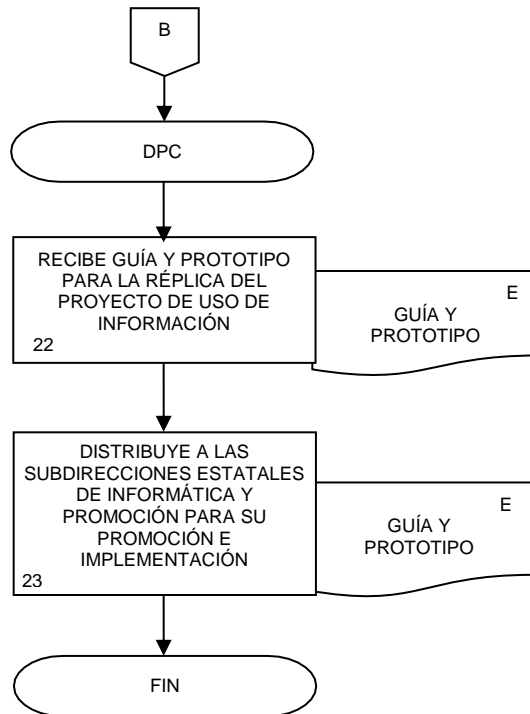 B
DPC
RECIBE GUÍA Y PROTOTIPO
PARA LA RÉPLICA DEL
PROYECTO DE USO DE
INFORMACIÓN
22
E
GUÍA Y
PROTOTIPO
DISTRIBUYE A LAS
SUBDIRECCIONES ESTATALES
DE INFORMÁTICA Y
PROMOCIÓN PARA SU
PROMOCIÓN E
IMPLEMENTACIÓN
23
E
GUÍA Y
PROTOTIPO
FIN